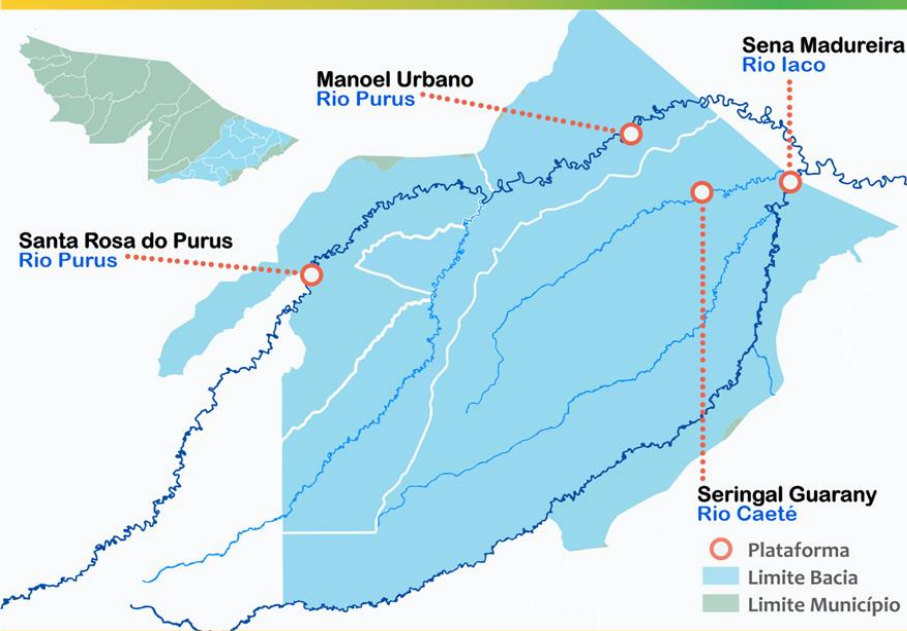 Sena Madureira
Rio Iaco
Manoel Urbano
Rio Purus
Santa Rosa do Purus
Rio Purus
Seringal Guarany
Rio Caeté
Plataforma
Limite Bacia
Limite Município